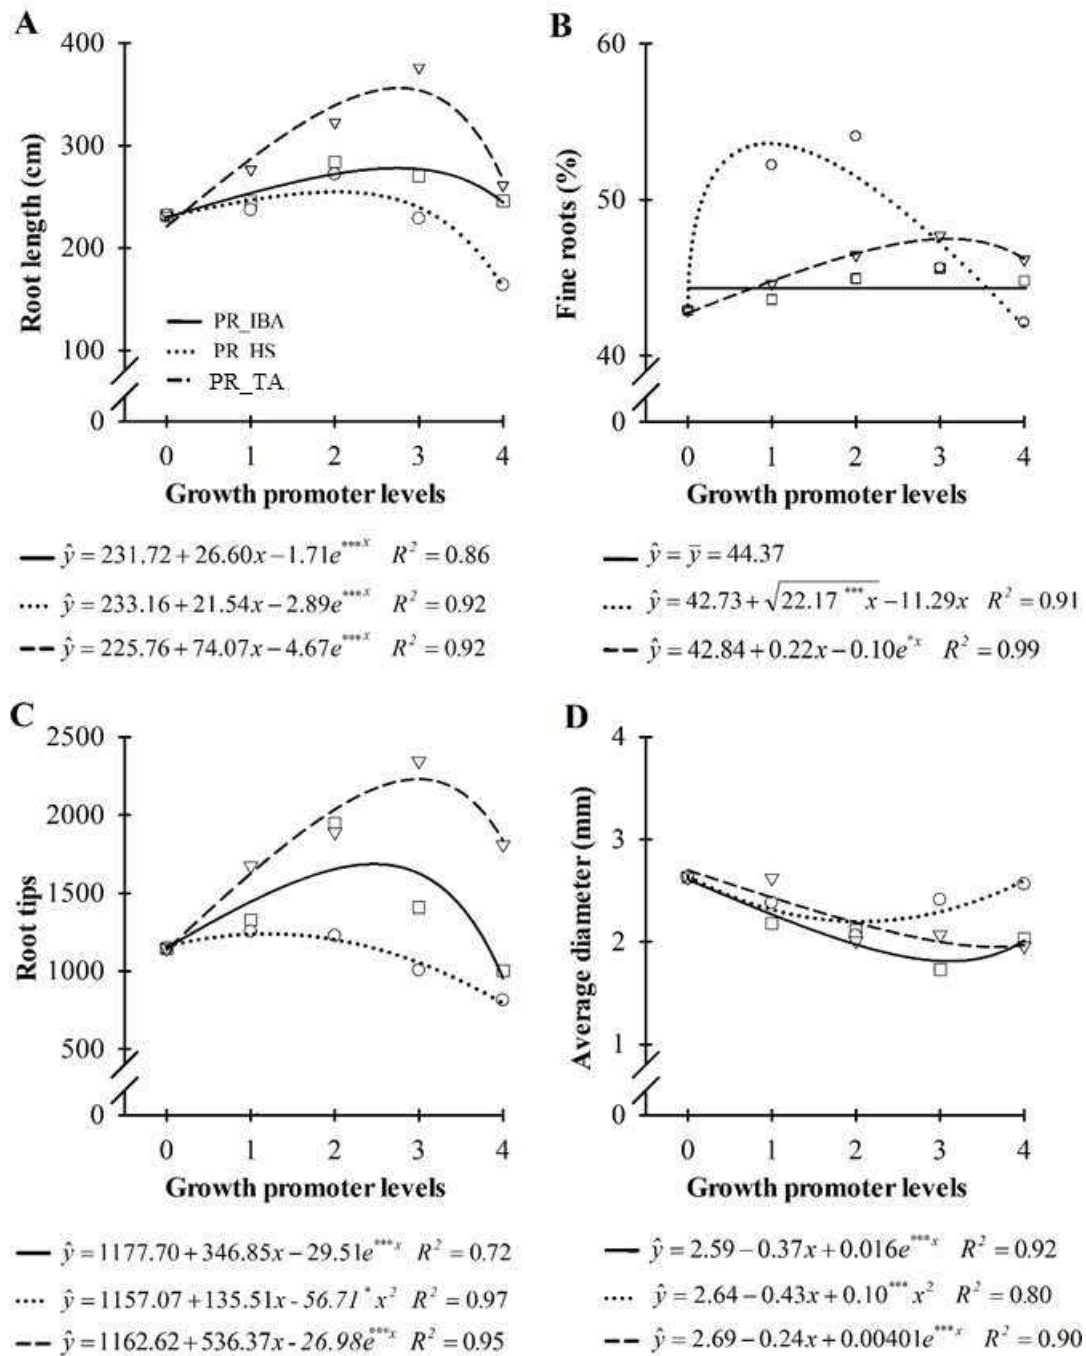 A
400
300
200
100
0
Root length (cm)
PR_IBA
PR_HS
PR_TA
0 1 2 3 4
Growth promoter levels
ŷ = 231.72 + 26.60x − 1.71e***x R² = 0.86
ŷ = 233.16 + 21.54x − 2.89e***x R² = 0.92
ŷ = 225.76 + 74.07x − 4.67e***x R² = 0.92
B
60
50
40
0
Fine roots (%)
0 1 2 3 4
Growth promoter levels
ŷ = ȳ = 44.37
ŷ = 42.73 + √22.17***x − 11.29x R² = 0.91
ŷ = 42.84 + 0.22x − 0.10e*x R² = 0.99
C
2500
2000
1500
1000
500
0
Root tips
0 1 2 3 4
Growth promoter levels
ŷ = 1177.70 + 346.85x − 29.51e***x R² = 0.72
ŷ = 1157.07 + 135.51x - 56.71*x² R² = 0.97
ŷ = 1162.62 + 536.37x - 26.98e***x R² = 0.95
D
4
3
2
1
0
Average diameter (mm)
0 1 2 3 4
Growth promoter levels
ŷ = 2.59 − 0.37x + 0.016e***x R² = 0.92
ŷ = 2.64 − 0.43x + 0.10***x² R² = 0.80
ŷ = 2.69 − 0.24x + 0.00401e***x R² = 0.90